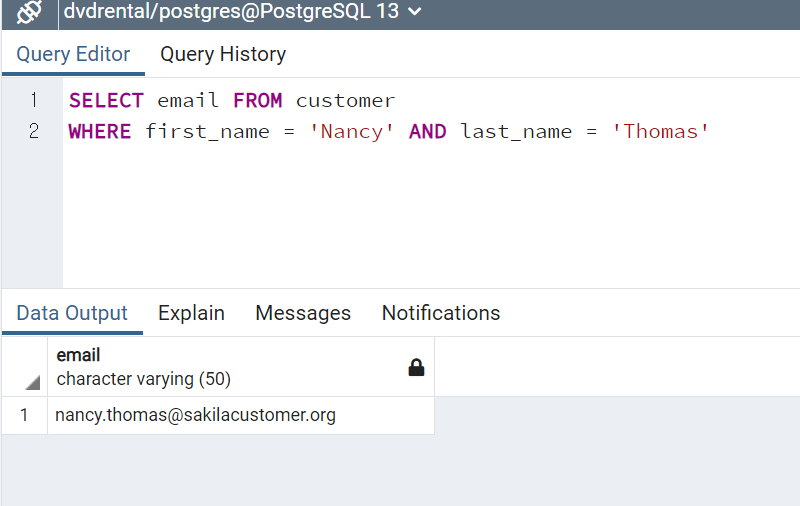 dvdrental/postgres@PostgreSQL 13
Query Editor Query History
1 SELECT email FROM customer
2 WHERE first_name = 'Nancy' AND last_name = 'Thomas'
Data Output Explain Messages Notifications
email
character varying (50)
1 nancy.thomas@sakilacustomer.org